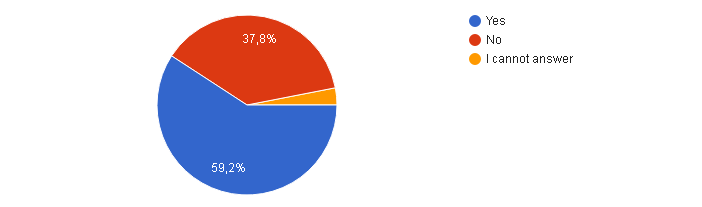 Yes
No
I cannot answer
37,8%
59,2%